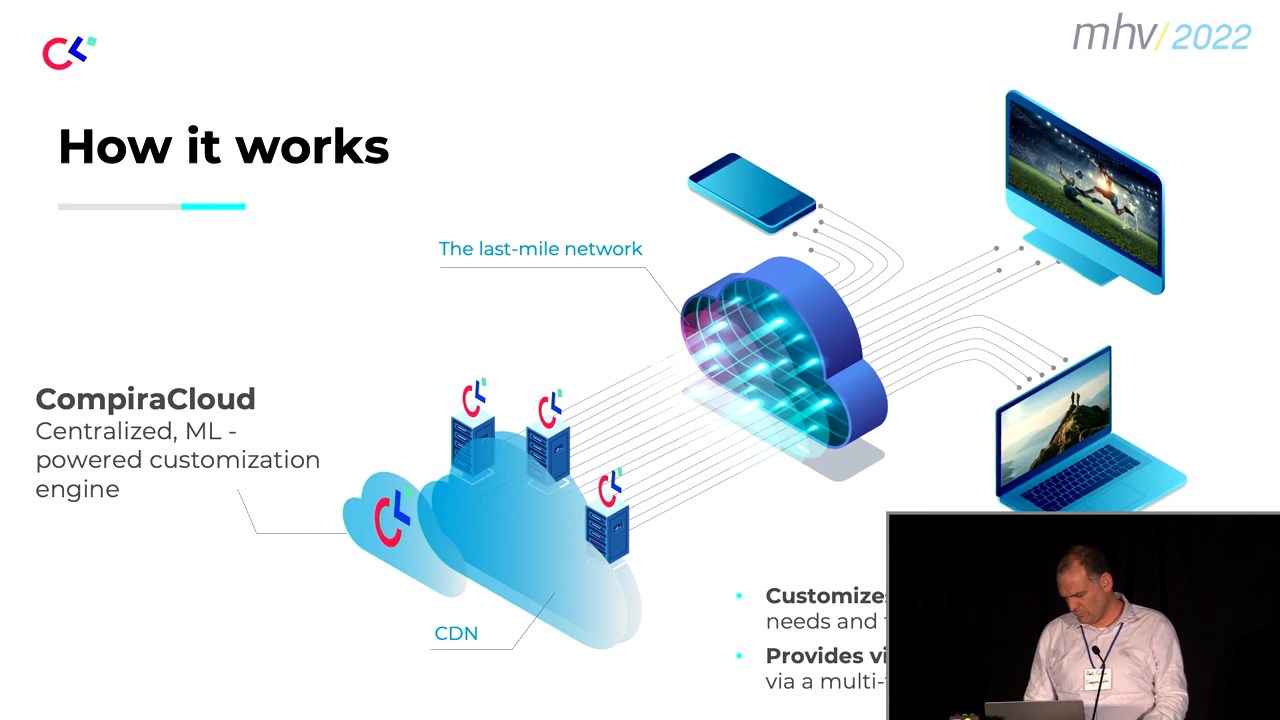 mhv/2022
How it works
The last-mile network
CompiraCloud
Centralized, ML -
powered customization
engine
CDN
Customizes
needs and
Provides vi
via a multi-